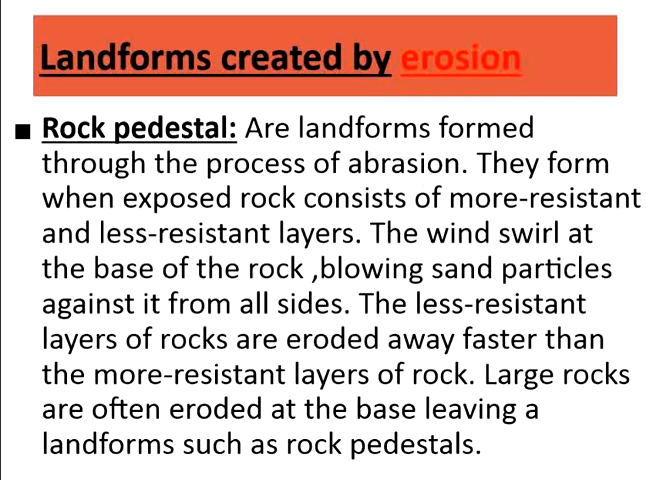 Landforms created by erosion
■ Rock pedestal: Are landforms formed
through the process of abrasion. They form
when exposed rock consists of more-resistant
and less-resistant layers. The wind swirl at
the base of the rock ,blowing sand particles
against it from all sides. The less-resistant
layers of rocks are eroded away faster than
the more-resistant layers of rock. Large rocks
are often eroded at the base leaving a
landforms such as rock pedestals.